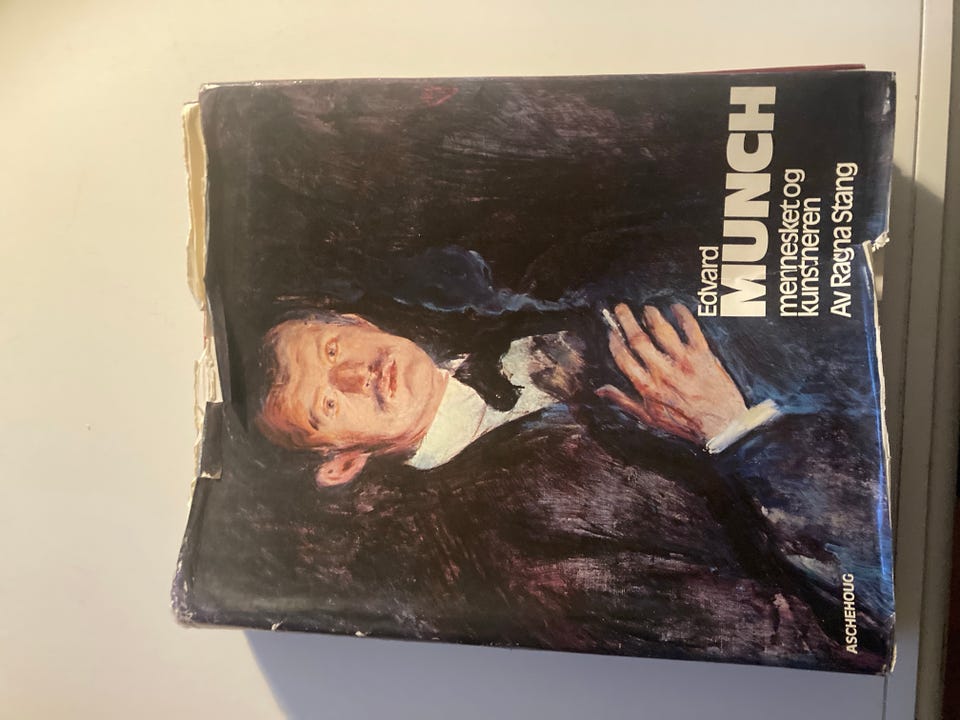 Edvard
MUNCH
mennesket og
kunstneren
Av Ragna Stang
ASCHEHOUG